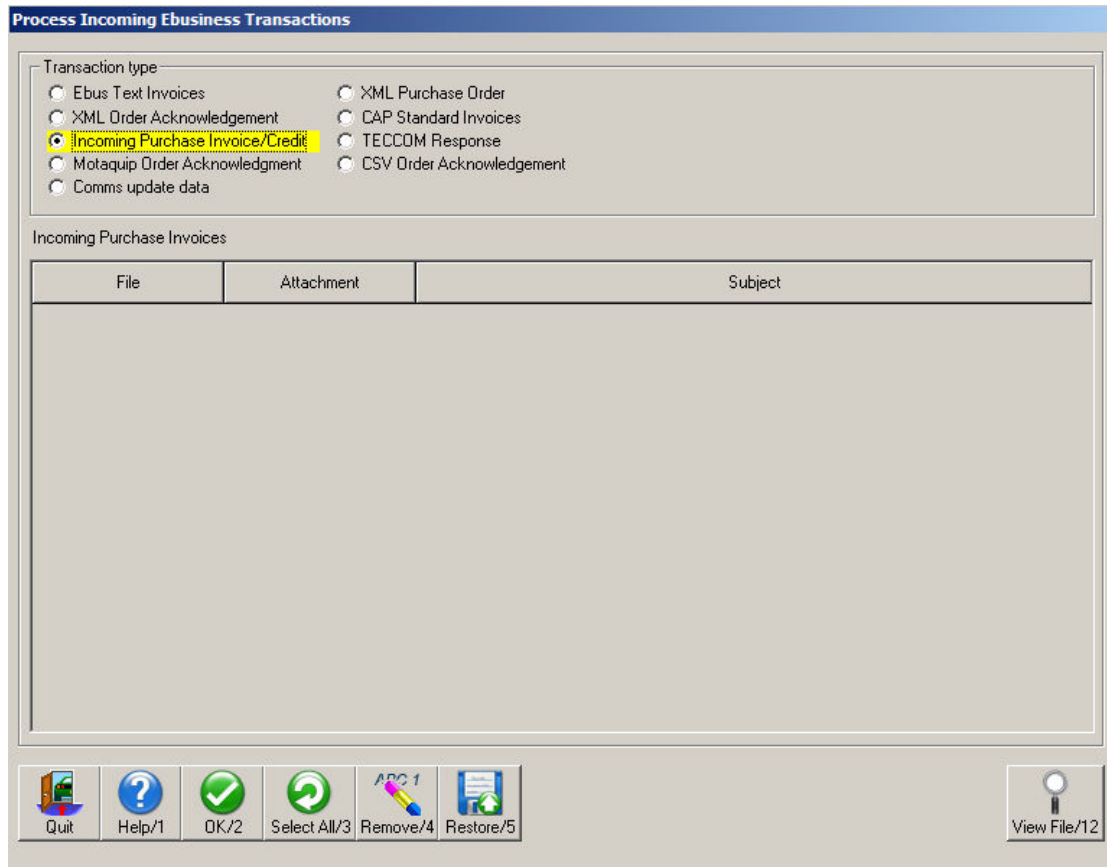 Process Incoming Ebusiness Transactions
Transaction type
Ebus Text Invoices
XML Order Acknowledgement
Incoming Purchase Invoice/Credit
Motaquip Order Acknowledgment
Comms update data
XML Purchase Order
CAP Standard Invoices
TECCOM Response
CSV Order Acknowledgement
Incoming Purchase Invoices
File Attachment Subject
ABC 1
Quit Help/1 OK/2 Select All/3 Remove/4 Restore/5 View File/12